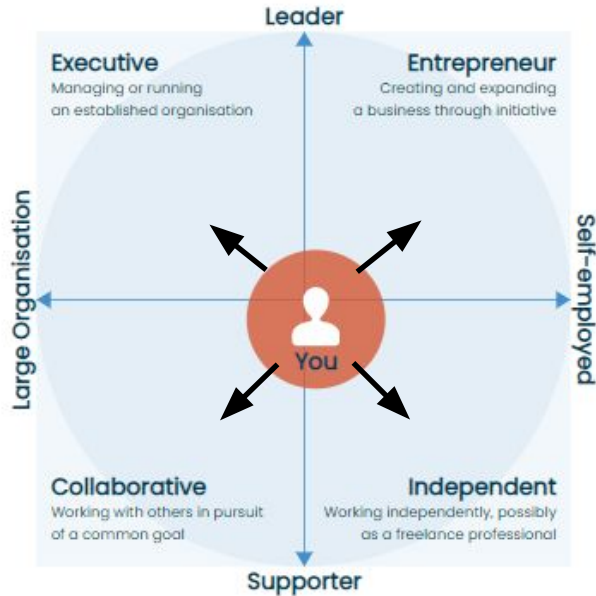 Leader
Executive
Managing or running
an established organisation
Entrepreneur
Creating and expanding
a business through initiative
Large Organisation
Self-employed
You
Collaborative
Working with others in pursuit
of a common goal
Independent
Working independently, possibly
as a freelance professional
Supporter